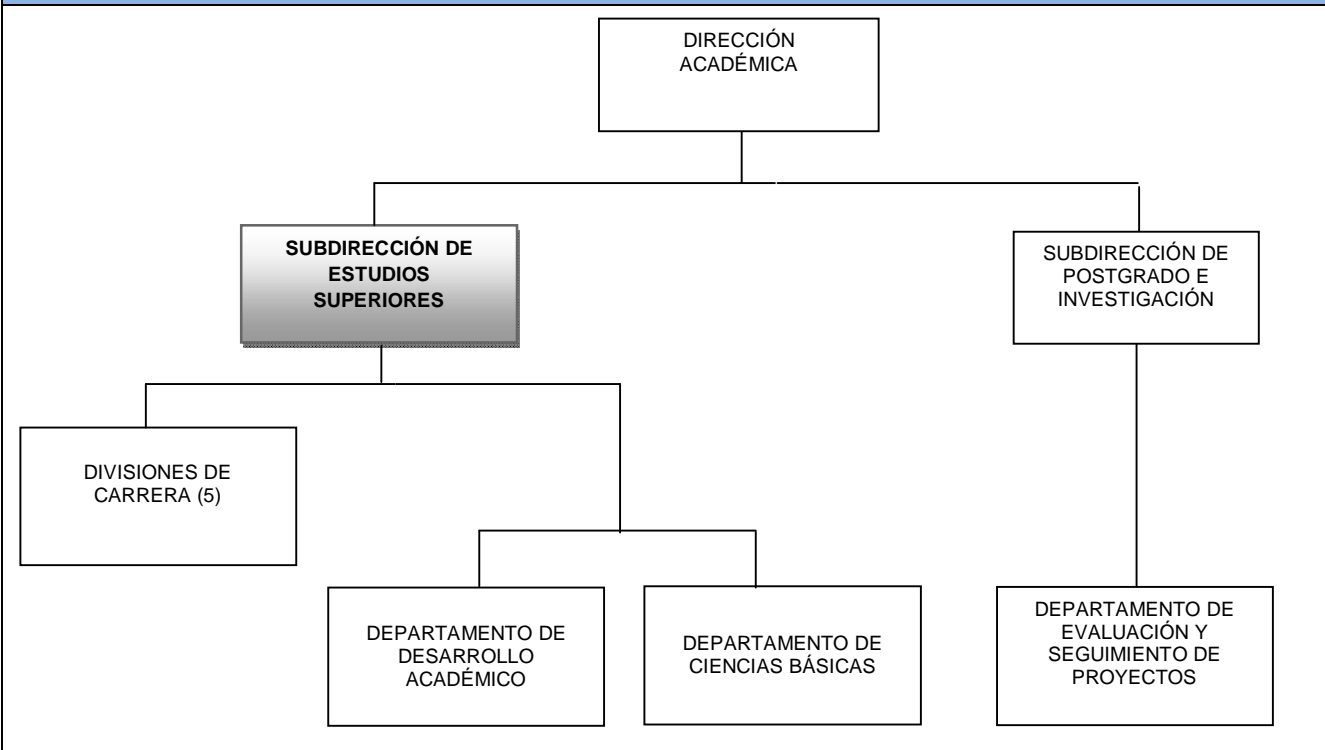 DIRECCIÓN
ACADÉMICA
SUBDIRECCIÓN DE
ESTUDIOS
SUPERIORES
SUBDIRECCIÓN DE
POSTGRADO E
INVESTIGACIÓN
DIVISIONES DE
CARRERA (5)
DEPARTAMENTO DE
DESARROLLO
ACADÉMICO
DEPARTAMENTO DE
CIENCIAS BÁSICAS
DEPARTAMENTO DE
EVALUACIÓN Y
SEGUIMIENTO DE
PROYECTOS